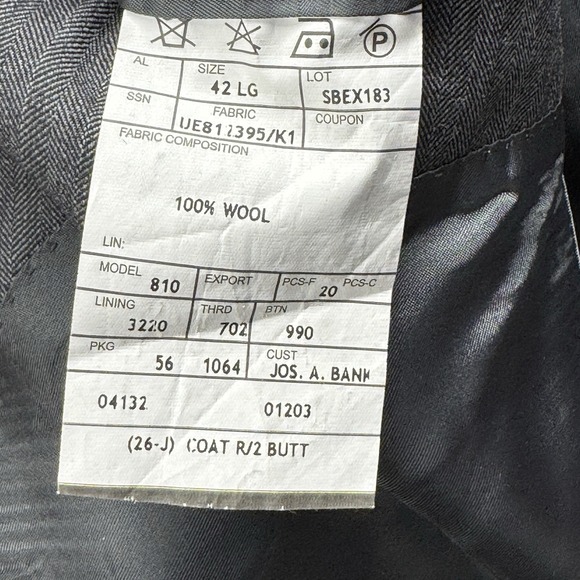 P
AL SIZE LOT
42 LG SBEX183
SSN FABRIC COUPON
UE811395/K1
FABRIC COMPOSITION
100% WOOL
LIN:
MODEL 810 EXPORT PCS-F 20 PCS-C
LINING THRD BTN
3220 702 990
PKG CUST
56 1064 JOS. A. BANK
04132 01203
(26-J) COAT R/2 BUTT